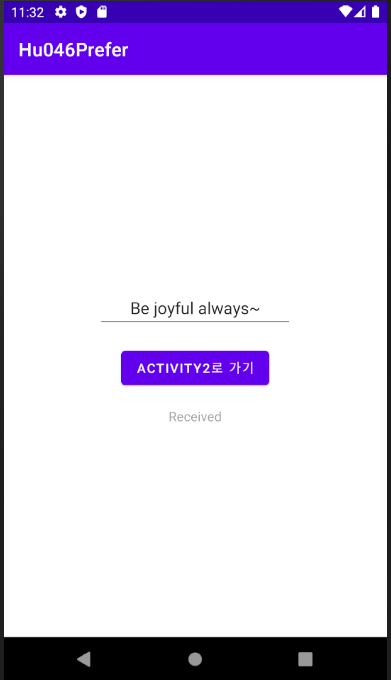 11:32
Hu046Prefer
Be joyful always~
ACTIVITY2로 가기
Received